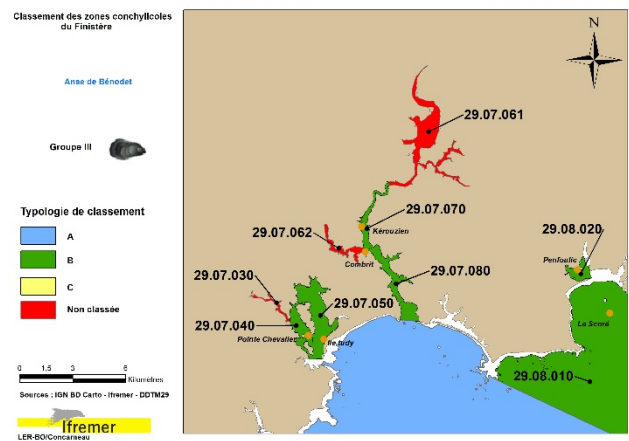 Classement des zones conchylicoles
du Finistère
Anse de Bénodet
Groupe III
Typologie de classement
A
B
C
Non classée
0 1,5 3 6
Kilomètres
Sources : IGN BD Carto - Ifremer - DDTM29
Ifremer
LER-BO/Concarneau
N
29.07.061
29.07.070
Kérouzien
29.07.062
Combrit
29.08.020
Penfoulic
29.07.030
29.07.080
29.07.050
29.07.040
Pointe Chevalier
Ile tudy
Le Scoré
29.08.010